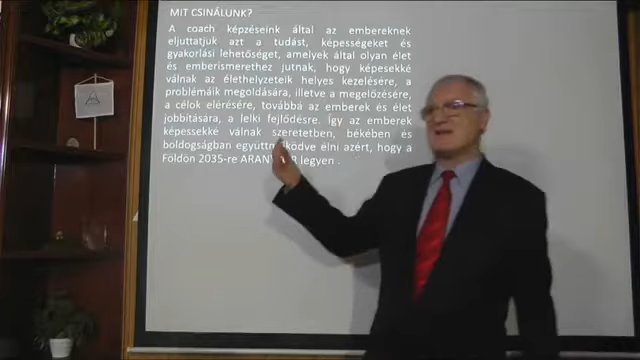 MIT CSINÁLUNK?
A coach képzéseink által az embereknek
eljuttatjuk azt a tudást, képességeket és
gyakorlási lehetőséget, amelyek által olyan élet
és emberismerethez jutnak, hogy képesekké
válnak az élethelyzeteik helyes kezelésére, a
problémáik megoldására, illetve a megelőzésére,
a célok elérésére, továbbá az emberek és élet
jobbítására, a lelki fejlődésre. Így az emberek
képessekké válnak szeretetben, békében és
boldogságban élni azért, hogy a
Földön 2035-re legyen .